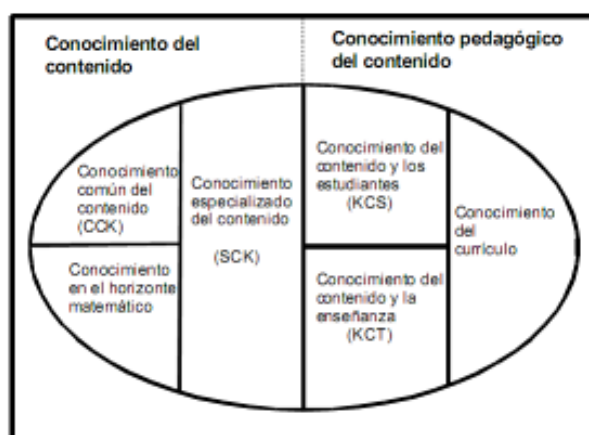 Conocimiento del
contenido
Conocimiento pedagógico
del contenido
Conocimiento
común del
contenido
(CCK)
Conocimiento
en el horizonte
matemático
Conocimiento
especializado
del contenido
(SCK)
Conocimiento del
contenido y los
estudiantes
(KCS)
Conocimiento del
contenido y la
enseñanza
(KCT)
Conocimiento
del
currículo